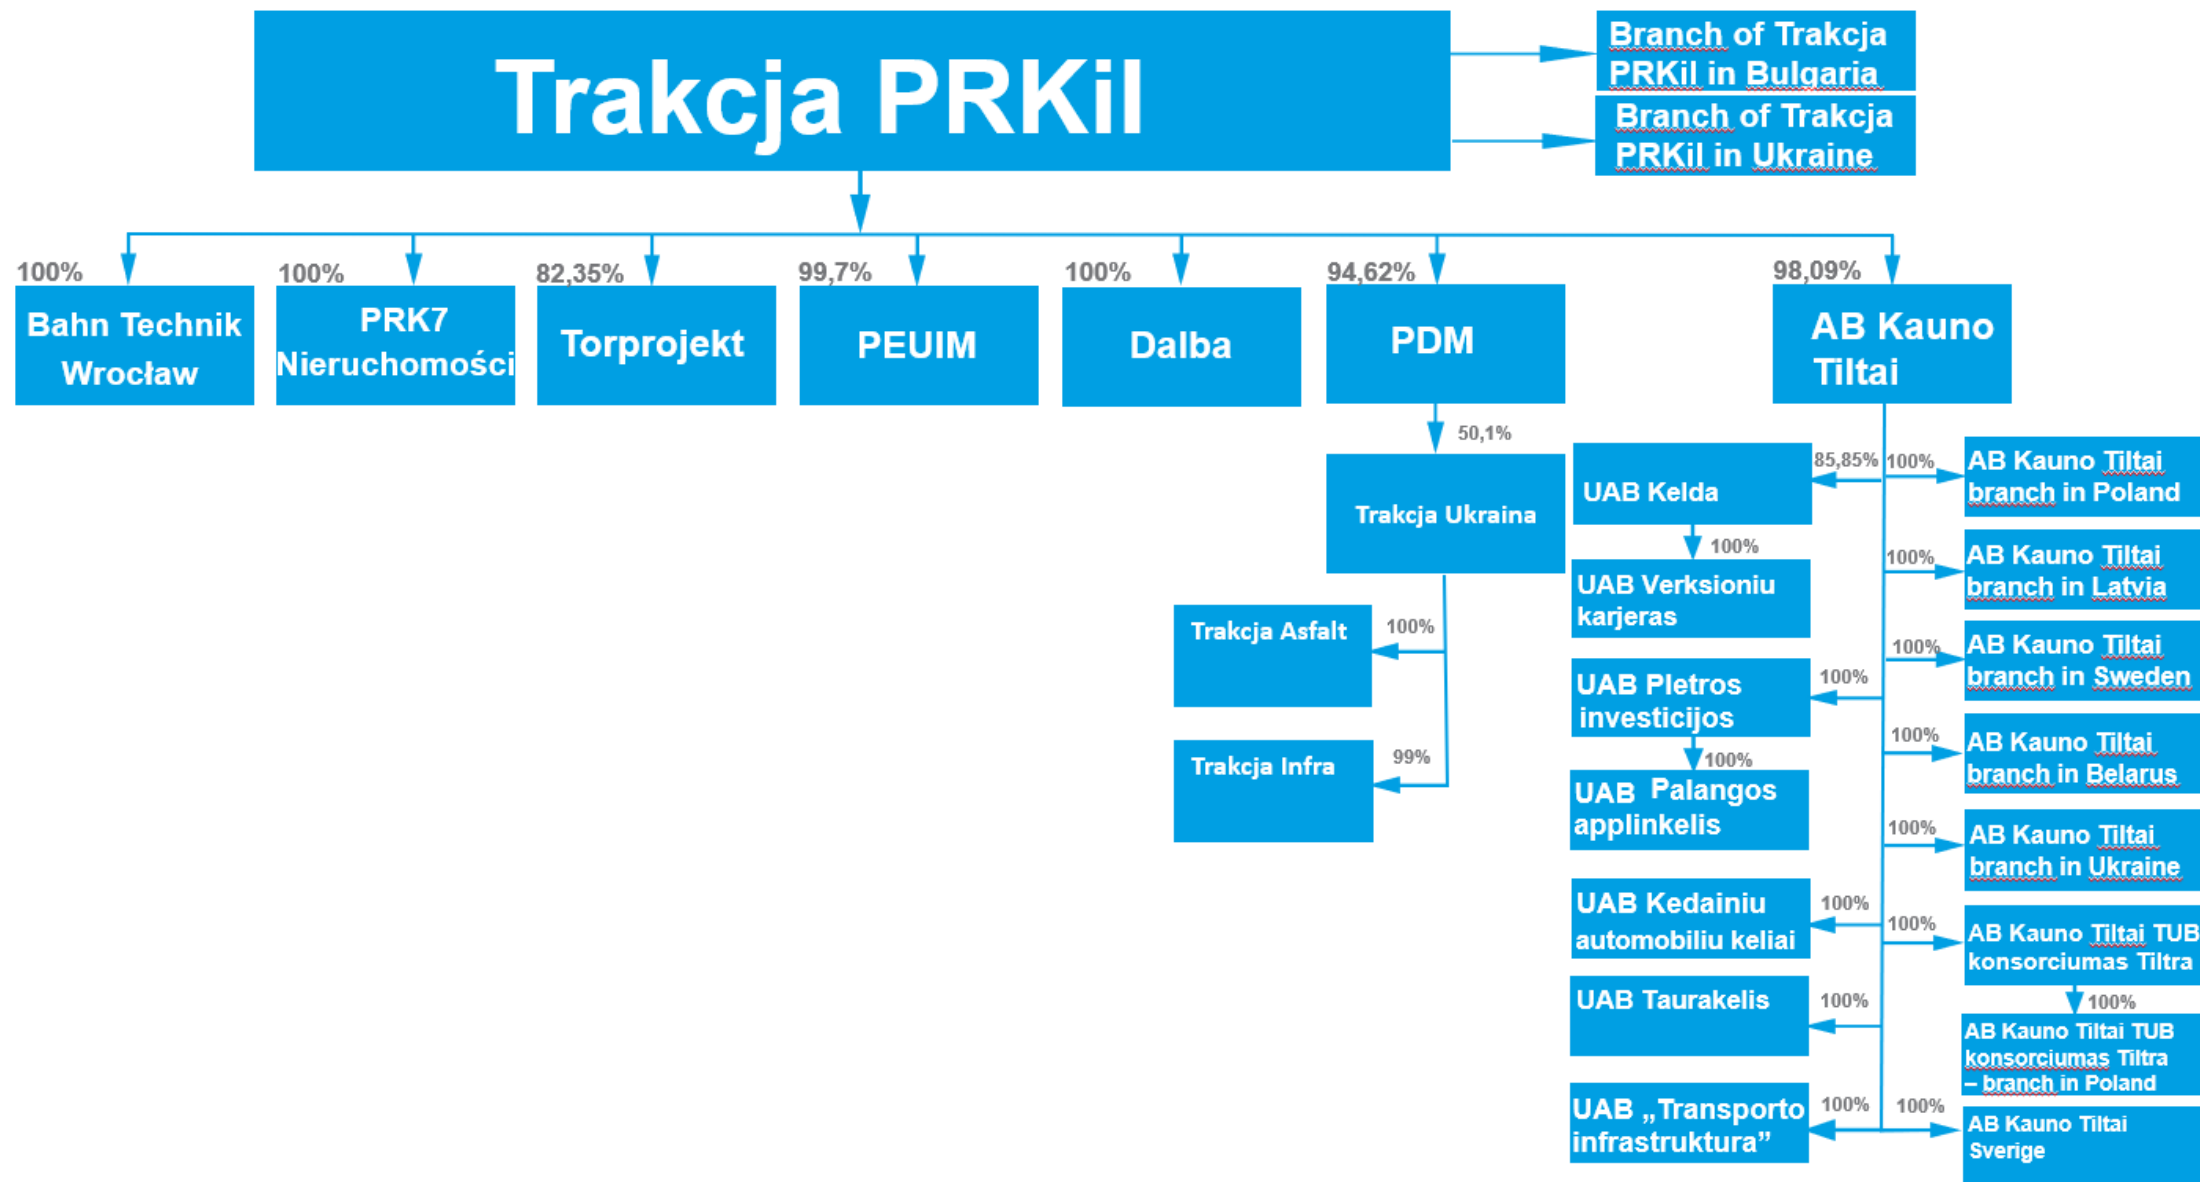 Trakcja PRKiI
Branch of Trakcja
PRKiI in Bulgaria
Branch of Trakcja
PRKiI in Ukraine
100%
Bahn Technik
Wrocław
100%
PRK7
Nieruchomości
82,35%
Torprojekt
99,7%
PEUIM
100%
Dalba
94,62%
PDM
98,09%
AB Kauno
Tiltai
50,1%
Trakcja Ukraina
100%
Trakcja Asfalt
99%
Trakcja Infra
85,85%
UAB Kelda
100%
UAB Verksioniu
karjeras
100%
UAB Pletros
investicijos
100%
UAB Palangos
applinkelis
100%
UAB Kedainiu
automobiliu keliai
100%
UAB Taurakelis
100%
UAB „Transporto
infrastruktura”
100%
AB Kauno Tiltai
branch in Poland
100%
AB Kauno Tiltai
branch in Latvia
100%
AB Kauno Tiltai
branch in Sweden
100%
AB Kauno Tiltai
branch in Belarus
100%
AB Kauno Tiltai
branch in Ukraine
100%
AB Kauno Tiltai TUB
konsorciumas Tiltra
100%
AB Kauno Tiltai TUB
konsorciumas Tiltra
– branch in Poland
100%
AB Kauno Tiltai
Sverige